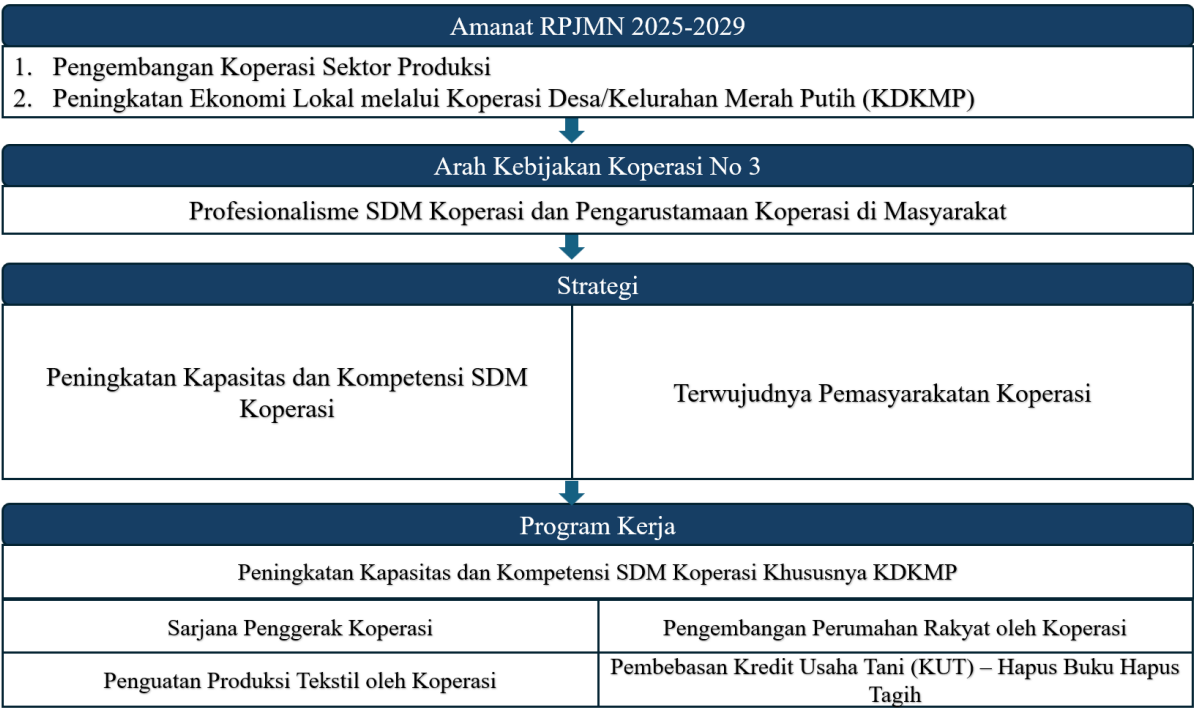 Amanat RPJMN 2025-2029
1. Pengembangan Koperasi Sektor Produksi
2. Peningkatan Ekonomi Lokal melalui Koperasi Desa/Kelurahan Merah Putih (KDKMP)
Arah Kebijakan Koperasi No 3
Profesionalisme SDM Koperasi dan Pengarustamaan Koperasi di Masyarakat
Strategi
Peningkatan Kapasitas dan Kompetensi SDM
Koperasi
Terwujudnya Pemasyarakatan Koperasi
Program Kerja
Peningkatan Kapasitas dan Kompetensi SDM Koperasi Khususnya KDKMP
Sarjana Penggerak Koperasi
Pengembangan Perumahan Rakyat oleh Koperasi
Penguatan Produksi Tekstil oleh Koperasi
Pembebasan Kredit Usaha Tani (KUT) – Hapus Buku Hapus
Tagih